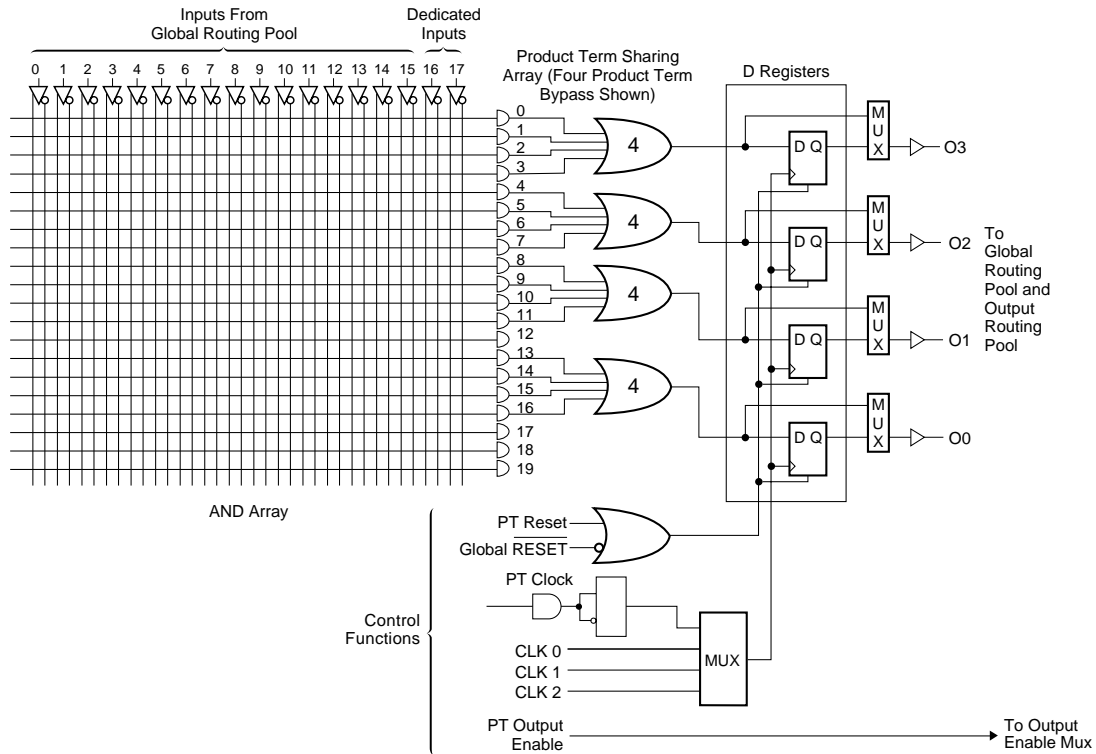 Inputs From
Global Routing Pool
Dedicated
Inputs
0 1 2 3 4 5 6 7 8 9 10 11 12 13 14 15 16 17
Product Term Sharing
Array (Four Product Term
Bypass Shown)
D Registers
0
1
2
3
4
5
6
7
8
9
10
11
12
13
14
15
16
17
18
19
4
4
4
4
D Q
D Q
D Q
D Q
MUX
MUX
MUX
MUX
O3
O2
O1
O0
To
Global
Routing
Pool and
Output
Routing
Pool
AND Array
Control
Functions
PT Reset
Global RESET
PT Clock
CLK 0
CLK 1
CLK 2
MUX
PT Output
Enable
To Output
Enable Mux